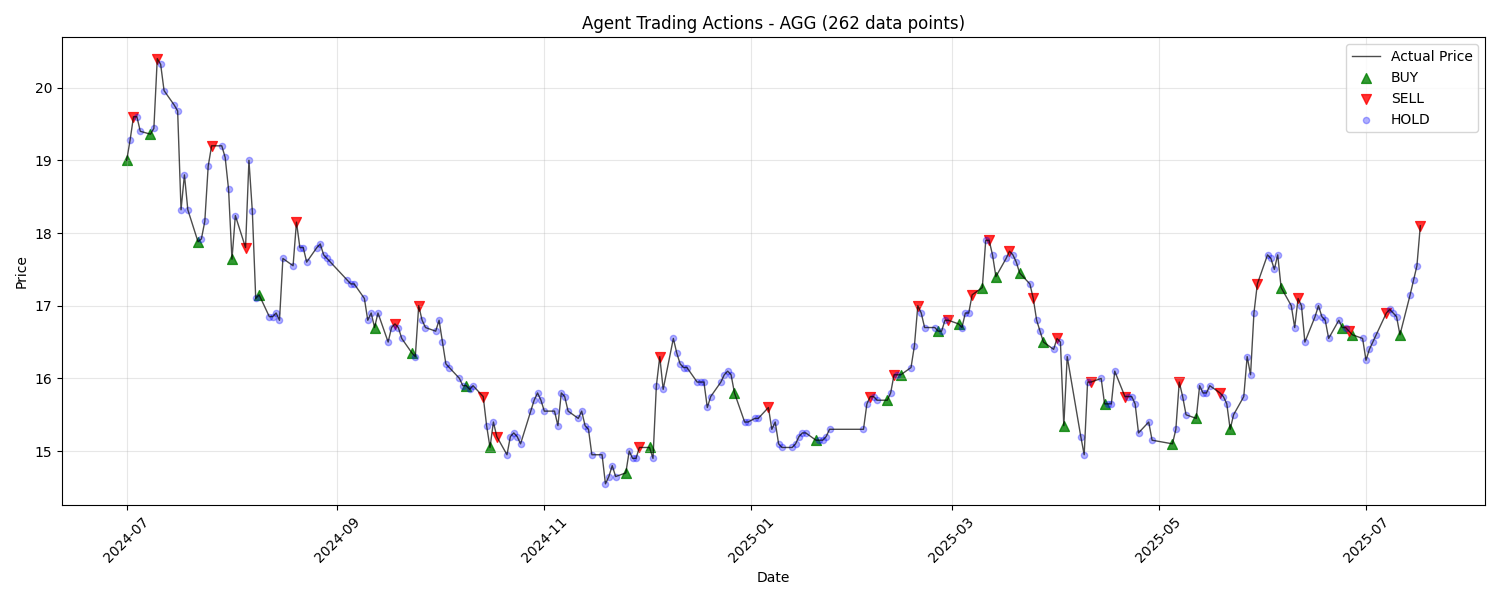 Agent Trading Actions - AGG (262 data points)
Actual Price
BUY
SELL
HOLD
Price
20
19
18
17
16
15
2024-07
2024-09
2024-11
2025-01
2025-03
2025-05
2025-07
Date